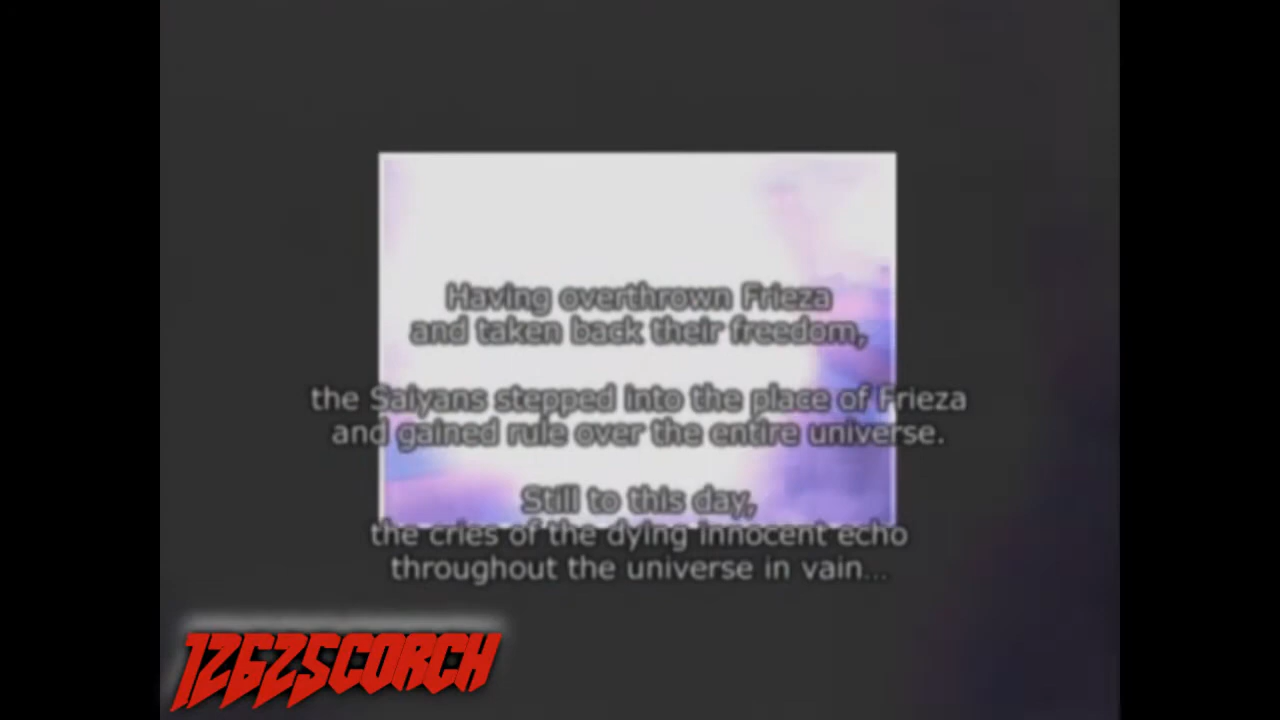 Having overthrown Frieza
and taken back their freedom,
the Saiyans stepped into the place of Frieza
and gained rule over the entire universe.
Still to this day,
the cries of the dying innocent echo
throughout the universe in vain...
12625CORCH